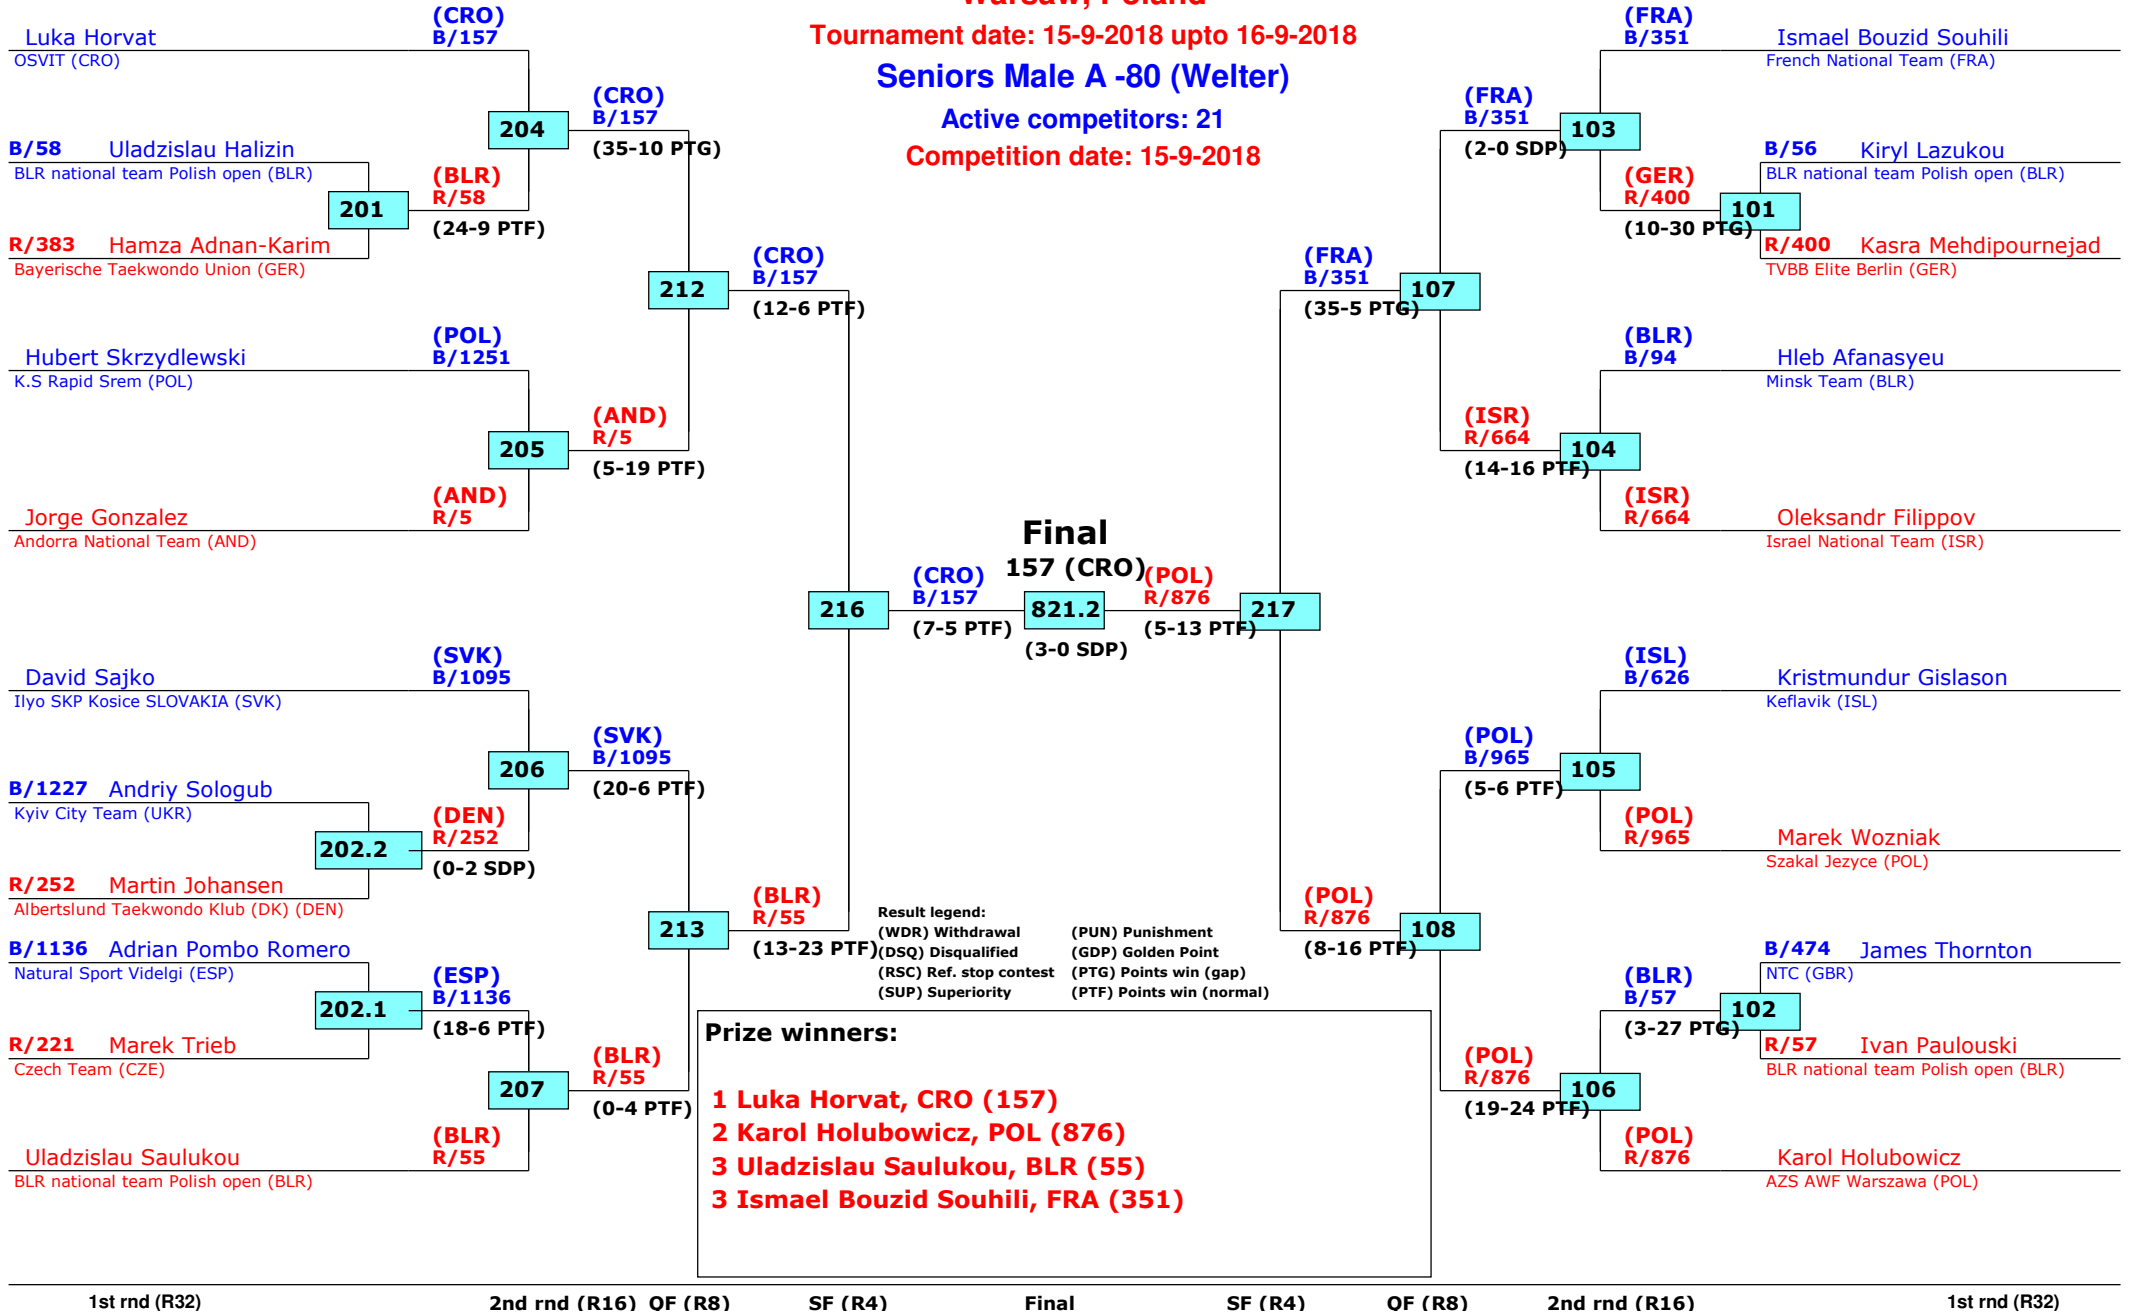 Warsaw, Poland
Tournament date: 15-9-2018 upto 16-9-2018
Seniors Male A -80 (Welter)
Active competitors: 21
Competition date: 15-9-2018
Luka Horvat
OSVIT (CRO)
(CRO)
B/157
B/58 Uladzislau Halizin
BLR national team Polish open (BLR)
201
R/383 Hamza Adnan-Karim
Bayerische Taekwondo Union (GER)
(BLR)
R/58
(24-9 PTF)
204
(CRO)
B/157
(35-10 PTG)
Hubert Skrzydlewski
K.S Rapid Srem (POL)
(POL)
B/1251
205
Jorge Gonzalez
Andorra National Team (AND)
(AND)
R/5
(AND)
R/5
(5-19 PTF)
212
(CRO)
B/157
(12-6 PTF)
David Sajko
Ilyo SKP Kosice SLOVAKIA (SVK)
(SVK)
B/1095
B/1227 Andriy Sologub
Kyiv City Team (UKR)
202.2
R/252 Martin Johansen
Albertslund Taekwondo Klub (DK) (DEN)
(DEN)
R/252
(0-2 SDP)
206
(SVK)
B/1095
(20-6 PTF)
B/1136 Adrian Pombo Romero
Natural Sport Videlgi (ESP)
202.1
R/221 Marek Trieb
Czech Team (CZE)
(ESP)
B/1136
(18-6 PTF)
207
Uladzislau Saulukou
BLR national team Polish open (BLR)
(BLR)
R/55
(BLR)
R/55
(0-4 PTF)
213
(BLR)
R/55
(13-23 PTF)
216
(CRO)
B/157
(7-5 PTF)
Final
157 (CRO)
821.2
(3-0 SDP)
(POL)
R/876
(5-13 PTF)
217
(FRA)
B/351
(35-5 PTG)
107
(FRA)
B/351
(2-0 SDP)
103
(FRA)
B/351
Ismael Bouzid Souhili
French National Team (FRA)
B/56 Kiryl Lazukou
BLR national team Polish open (BLR)
(GER)
R/400
(10-30 PTG)
101
R/400 Kasra Mehdipournejad
TVBB Elite Berlin (GER)
(BLR)
B/94
Hleb Afanasyeu
Minsk Team (BLR)
(ISR)
R/664
(14-16 PTF)
104
(ISR)
R/664
Oleksandr Filippov
Israel National Team (ISR)
(ISL)
B/626
Kristmundur Gislason
Keflavik (ISL)
(POL)
B/965
(5-6 PTF)
105
(POL)
R/965
Marek Wozniak
Szakal Jezyce (POL)
(POL)
R/876
(8-16 PTF)
108
B/474 James Thornton
NTC (GBR)
(BLR)
B/57
(3-27 PTG)
102
R/57 Ivan Paulouski
BLR national team Polish open (BLR)
(POL)
R/876
(19-24 PTF)
106
(POL)
R/876
Karol Holubowicz
AZS AWF Warszawa (POL)
Result legend:
(WDR) Withdrawal (PUN) Punishment
(DSQ) Disqualified (GDP) Golden Point
(RSC) Ref. stop contest (PTG) Points win (gap)
(SUP) Superiority (PTF) Points win (normal)
Prize winners:
1 Luka Horvat, CRO (157)
2 Karol Holubowicz, POL (876)
3 Uladzislau Saulukou, BLR (55)
3 Ismael Bouzid Souhili, FRA (351)
1st rnd (R32) 2nd rnd (R16) QF (R8) SF (R4) Final SF (R4) QF (R8) 2nd rnd (R16) 1st rnd (R32)